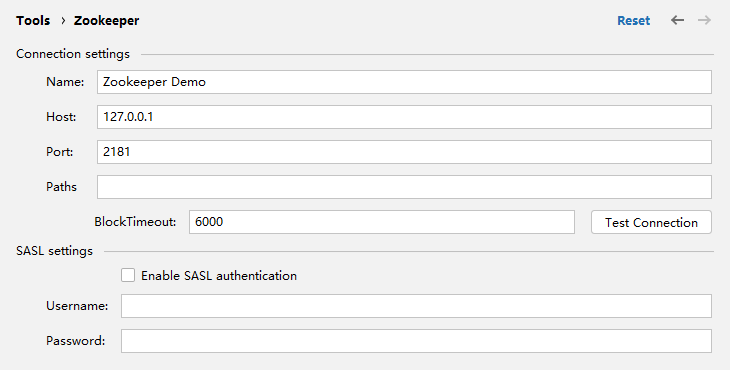 Tools › Zookeeper Reset
Connection settings
Name: Zookeeper Demo
Host: 127.0.0.1
Port: 2181
Paths
BlockTimeout: 6000 Test Connection
SASL settings
Enable SASL authentication
Username:
Password: